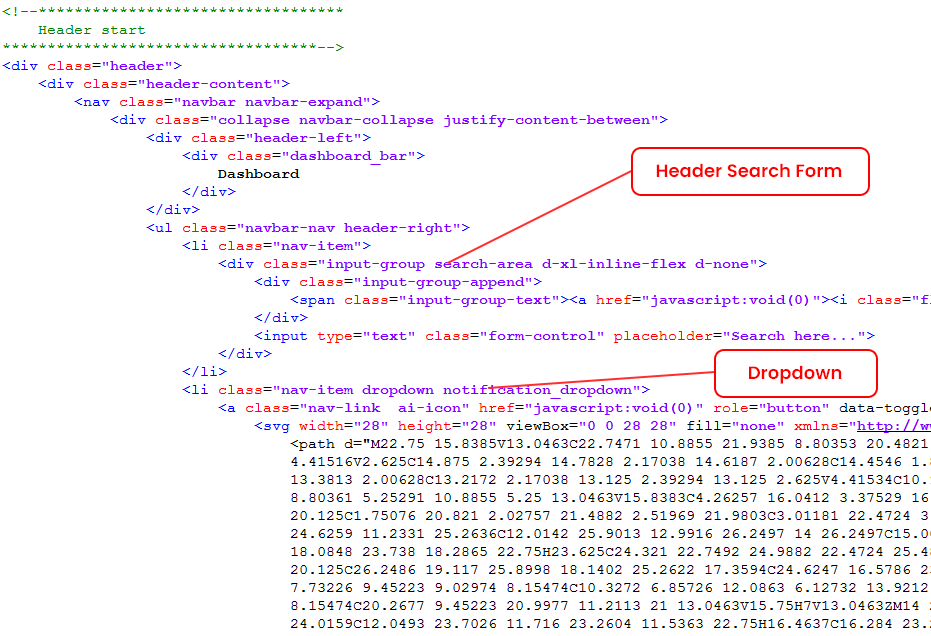 <!--**********************************
    Header start
***********************************-->
<div class="header">
    <div class="header-content">
        <nav class="navbar navbar-expand">
            <div class="collapse navbar-collapse justify-content-between">
                <div class="header-left">
                    <div class="dashboard_bar">
                        Dashboard
                    </div>
                </div>
                <ul class="navbar-nav header-right">
                    <li class="nav-item">
                        <div class="input-group search-area d-xl-inline-flex d-none">
                            <div class="input-group-append">
                                <span class="input-group-text"><a href="javascript:void(0)"><i class="fl
                            </div>
                            <input type="text" class="form-control" placeholder="Search here...">
                        </div>
                    </li>
                    <li class="nav-item dropdown notification_dropdown">
                        <a class="nav-link  ai-icon" href="javascript:void(0)" role="button" data-toggle
                            <svg width="28" height="28" viewBox="0 0 28 28" fill="none" xmlns="http://ww
                                <path d="M22.75 15.8385V13.0463C22.7471 10.8855 21.9385 8.80353 20.4821
                                4.41516V2.625C14.875 2.39294 14.7828 2.17038 14.6187 2.00628C14.4546 1.8
                                13.3813 2.00628C13.2172 2.17038 13.125 2.39294 13.125 2.625V4.41534C10.
                                8.80361 5.25291 10.8855 5.25 13.0463V15.8383C4.26257 16.0412 3.37529 16
                                20.125C1.75076 20.821 2.02757 21.4882 2.51969 21.9803C3.01181 22.4724 3
                                24.6259 11.2331 25.2636C12.0142 25.9013 12.9916 26.2497 14 26.2497C15.0
                                18.0848 23.738 18.2865 22.75H23.625C24.321 22.7492 24.9882 22.4724 25.4
                                20.125C26.2486 19.117 25.8998 18.1402 25.2622 17.3594C24.6247 16.5786 2
                                7.73226 9.45223 9.02974 8.15474C10.3272 6.85726 12.0863 6.12732 13.9212
                                8.15474C20.2677 9.45223 20.9977 11.2113 21 13.0463V15.75H7V13.0463ZM14
                                24.0159C12.0493 23.7026 11.716 23.2604 11.5363 22.75H16.4637C16.284 23.
Header Search Form
Dropdown